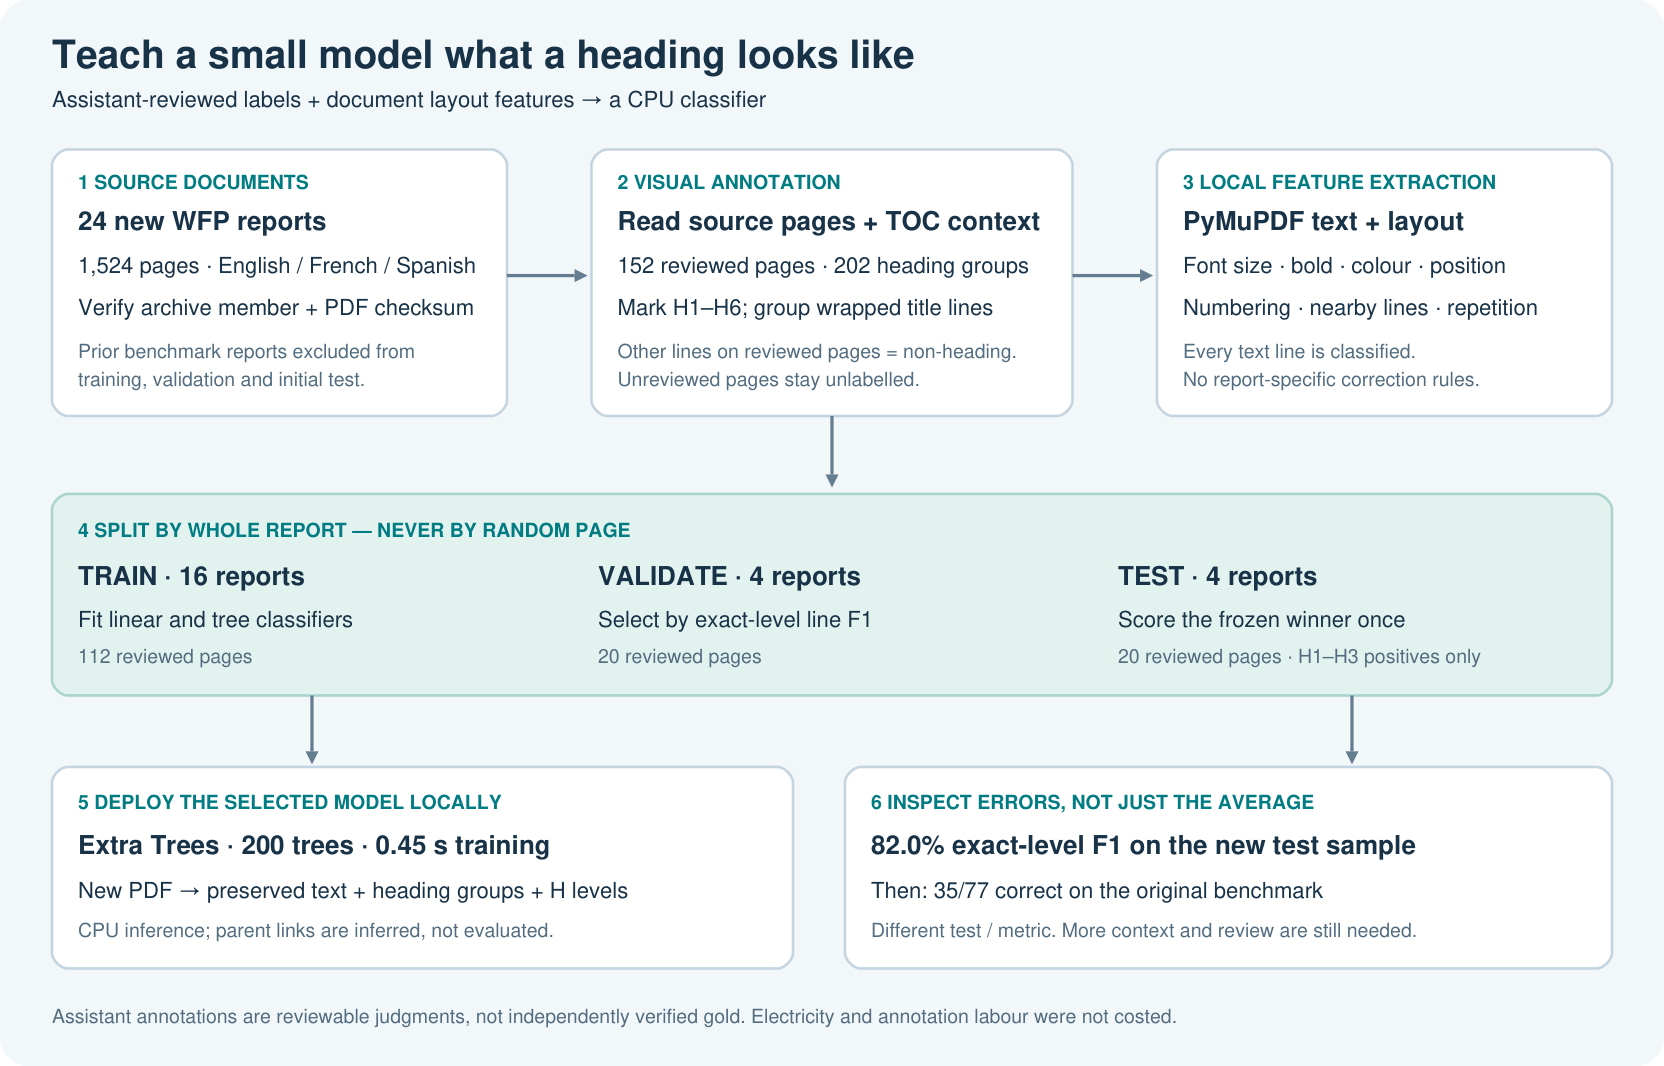 Teach a small model what a heading looks like
Assistant-reviewed labels + document layout features → a CPU classifier
1 SOURCE DOCUMENTS
24 new WFP reports
1,524 pages · English / French / Spanish
Verify archive member + PDF checksum
Prior benchmark reports excluded from
training, validation and initial test.
2 VISUAL ANNOTATION
Read source pages + TOC context
152 reviewed pages · 202 heading groups
Mark H1–H6; group wrapped title lines
Other lines on reviewed pages = non-heading.
Unreviewed pages stay unlabelled.
3 LOCAL FEATURE EXTRACTION
PyMuPDF text + layout
Font size · bold · colour · position
Numbering · nearby lines · repetition
Every text line is classified.
No report-specific correction rules.
4 SPLIT BY WHOLE REPORT — NEVER BY RANDOM PAGE
TRAIN · 16 reports
Fit linear and tree classifiers
112 reviewed pages
VALIDATE · 4 reports
Select by exact-level line F1
20 reviewed pages
TEST · 4 reports
Score the frozen winner once
20 reviewed pages · H1–H3 positives only
5 DEPLOY THE SELECTED MODEL LOCALLY
Extra Trees · 200 trees · 0.45 s training
New PDF → preserved text + heading groups + H levels
CPU inference; parent links are inferred, not evaluated.
6 INSPECT ERRORS, NOT JUST THE AVERAGE
82.0% exact-level F1 on the new test sample
Then: 35/77 correct on the original benchmark
Different test / metric. More context and review are still needed.
Assistant annotations are reviewable judgments, not independently verified gold. Electricity and annotation labour were not costed.